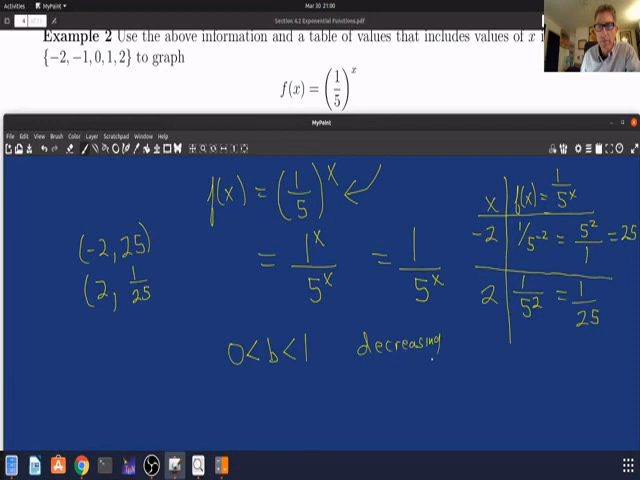 Activities
MyPaint
Mar 30 21:00
4
Section 4.2 Exponential Functions.pdf
Example 2 Use the above information and a table of values that includes values of x
{−2, −1, 0, 1, 2} to graph
f(x) = (1/5)^x
MyPaint
File Edit View Brush Color Layer Scratchpad Window Help
f(x) = (1/5)^x
= 1^x/5^x = 1/5^x
(-2, 25)
(2, 1/25
0 < b < 1 decreasing
x f(x) = 1/5^x
-2 1/5^-2 = 5^2/1 = 25
2 1/5^2 = 1/25